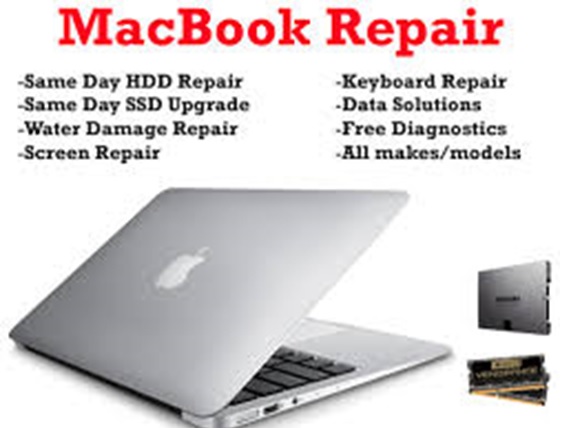 MacBook Repair
-Same Day HDD Repair
-Same Day SSD Upgrade
-Water Damage Repair
-Screen Repair
-Keyboard Repair
-Data Solutions
-Free Diagnostics
-All makes/models
VENGEANCE